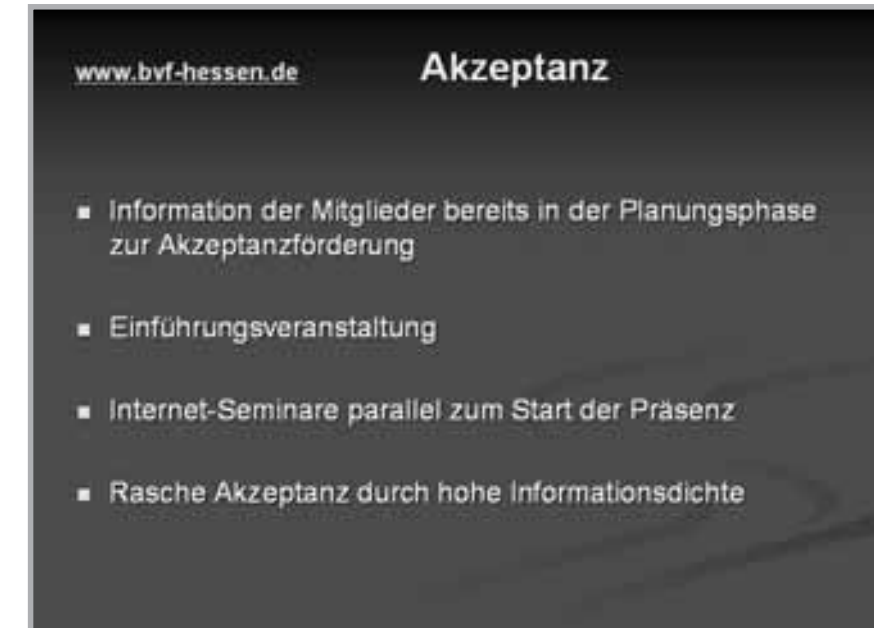 www.bvf-hessen.de Akzeptanz
Information der Mitglieder bereits in der Planungsphase
zur Akzeptanzförderung
Einführungsveranstaltung
Internet-Seminare parallel zum Start der Präsenz
Rasche Akzeptanz durch hohe Informationsdichte